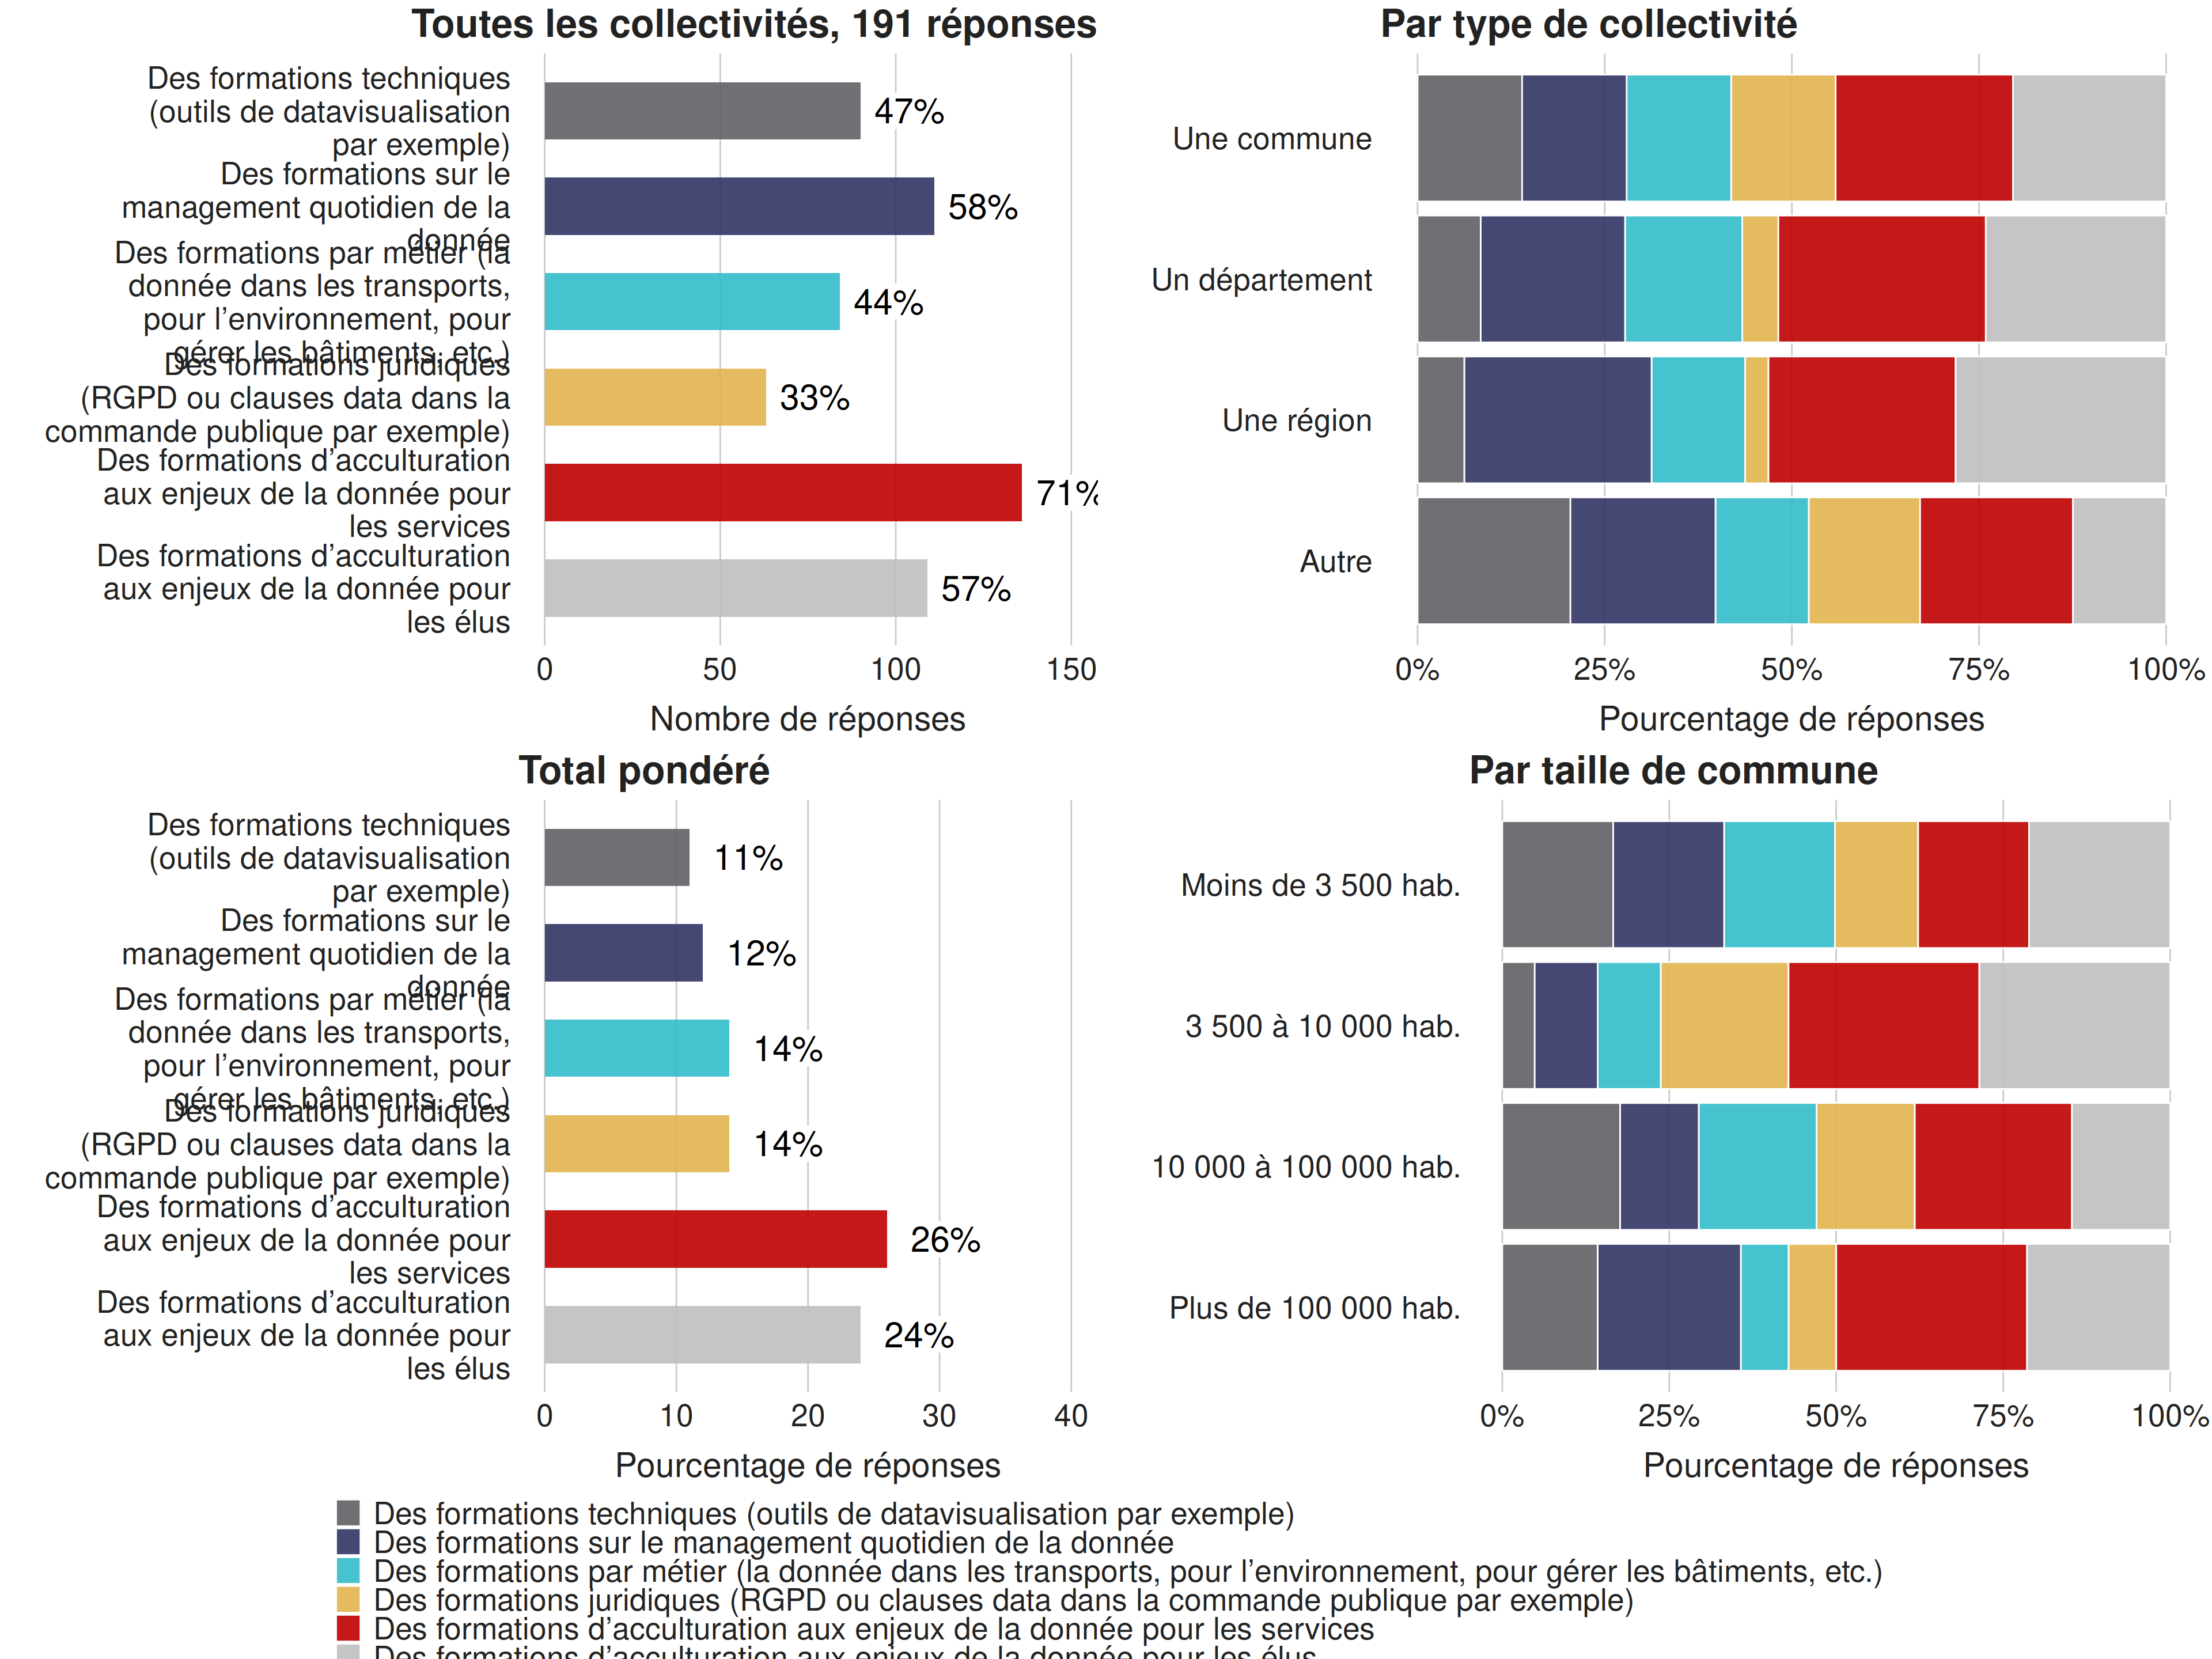 Toutes les collectivités, 191 réponses
Des formations techniques
(outils de datavisualisation
par exemple)
47%
Des formations sur le
management quotidien de la
donnée
58%
Des formations par métier (la
donnée dans les transports,
pour l’environnement, pour
gérer les bâtiments, etc.)
44%
Des formations juridiques
(RGPD ou clauses data dans la
commande publique par exemple)
33%
Des formations d’acculturation
aux enjeux de la donnée pour
les services
71%
Des formations d’acculturation
aux enjeux de la donnée pour
les élus
57%
0 50 100 150
Nombre de réponses
Par type de collectivité
Une commune
Un département
Une région
Autre
0% 25% 50% 75% 100%
Pourcentage de réponses
Total pondéré
Des formations techniques
(outils de datavisualisation
par exemple)
11%
Des formations sur le
management quotidien de la
donnée
12%
Des formations par métier (la
donnée dans les transports,
pour l’environnement, pour
gérer les bâtiments, etc.)
14%
Des formations juridiques
(RGPD ou clauses data dans la
commande publique par exemple)
14%
Des formations d’acculturation
aux enjeux de la donnée pour
les services
26%
Des formations d’acculturation
aux enjeux de la donnée pour
les élus
24%
0 10 20 30 40
Pourcentage de réponses
Par taille de commune
Moins de 3 500 hab.
3 500 à 10 000 hab.
10 000 à 100 000 hab.
Plus de 100 000 hab.
0% 25% 50% 75% 100%
Pourcentage de réponses
Des formations techniques (outils de datavisualisation par exemple)
Des formations sur le management quotidien de la donnée
Des formations par métier (la donnée dans les transports, pour l’environnement, pour gérer les bâtiments, etc.)
Des formations juridiques (RGPD ou clauses data dans la commande publique par exemple)
Des formations d’acculturation aux enjeux de la donnée pour les services
Des formations d’acculturation aux enjeux de la donnée pour les élus